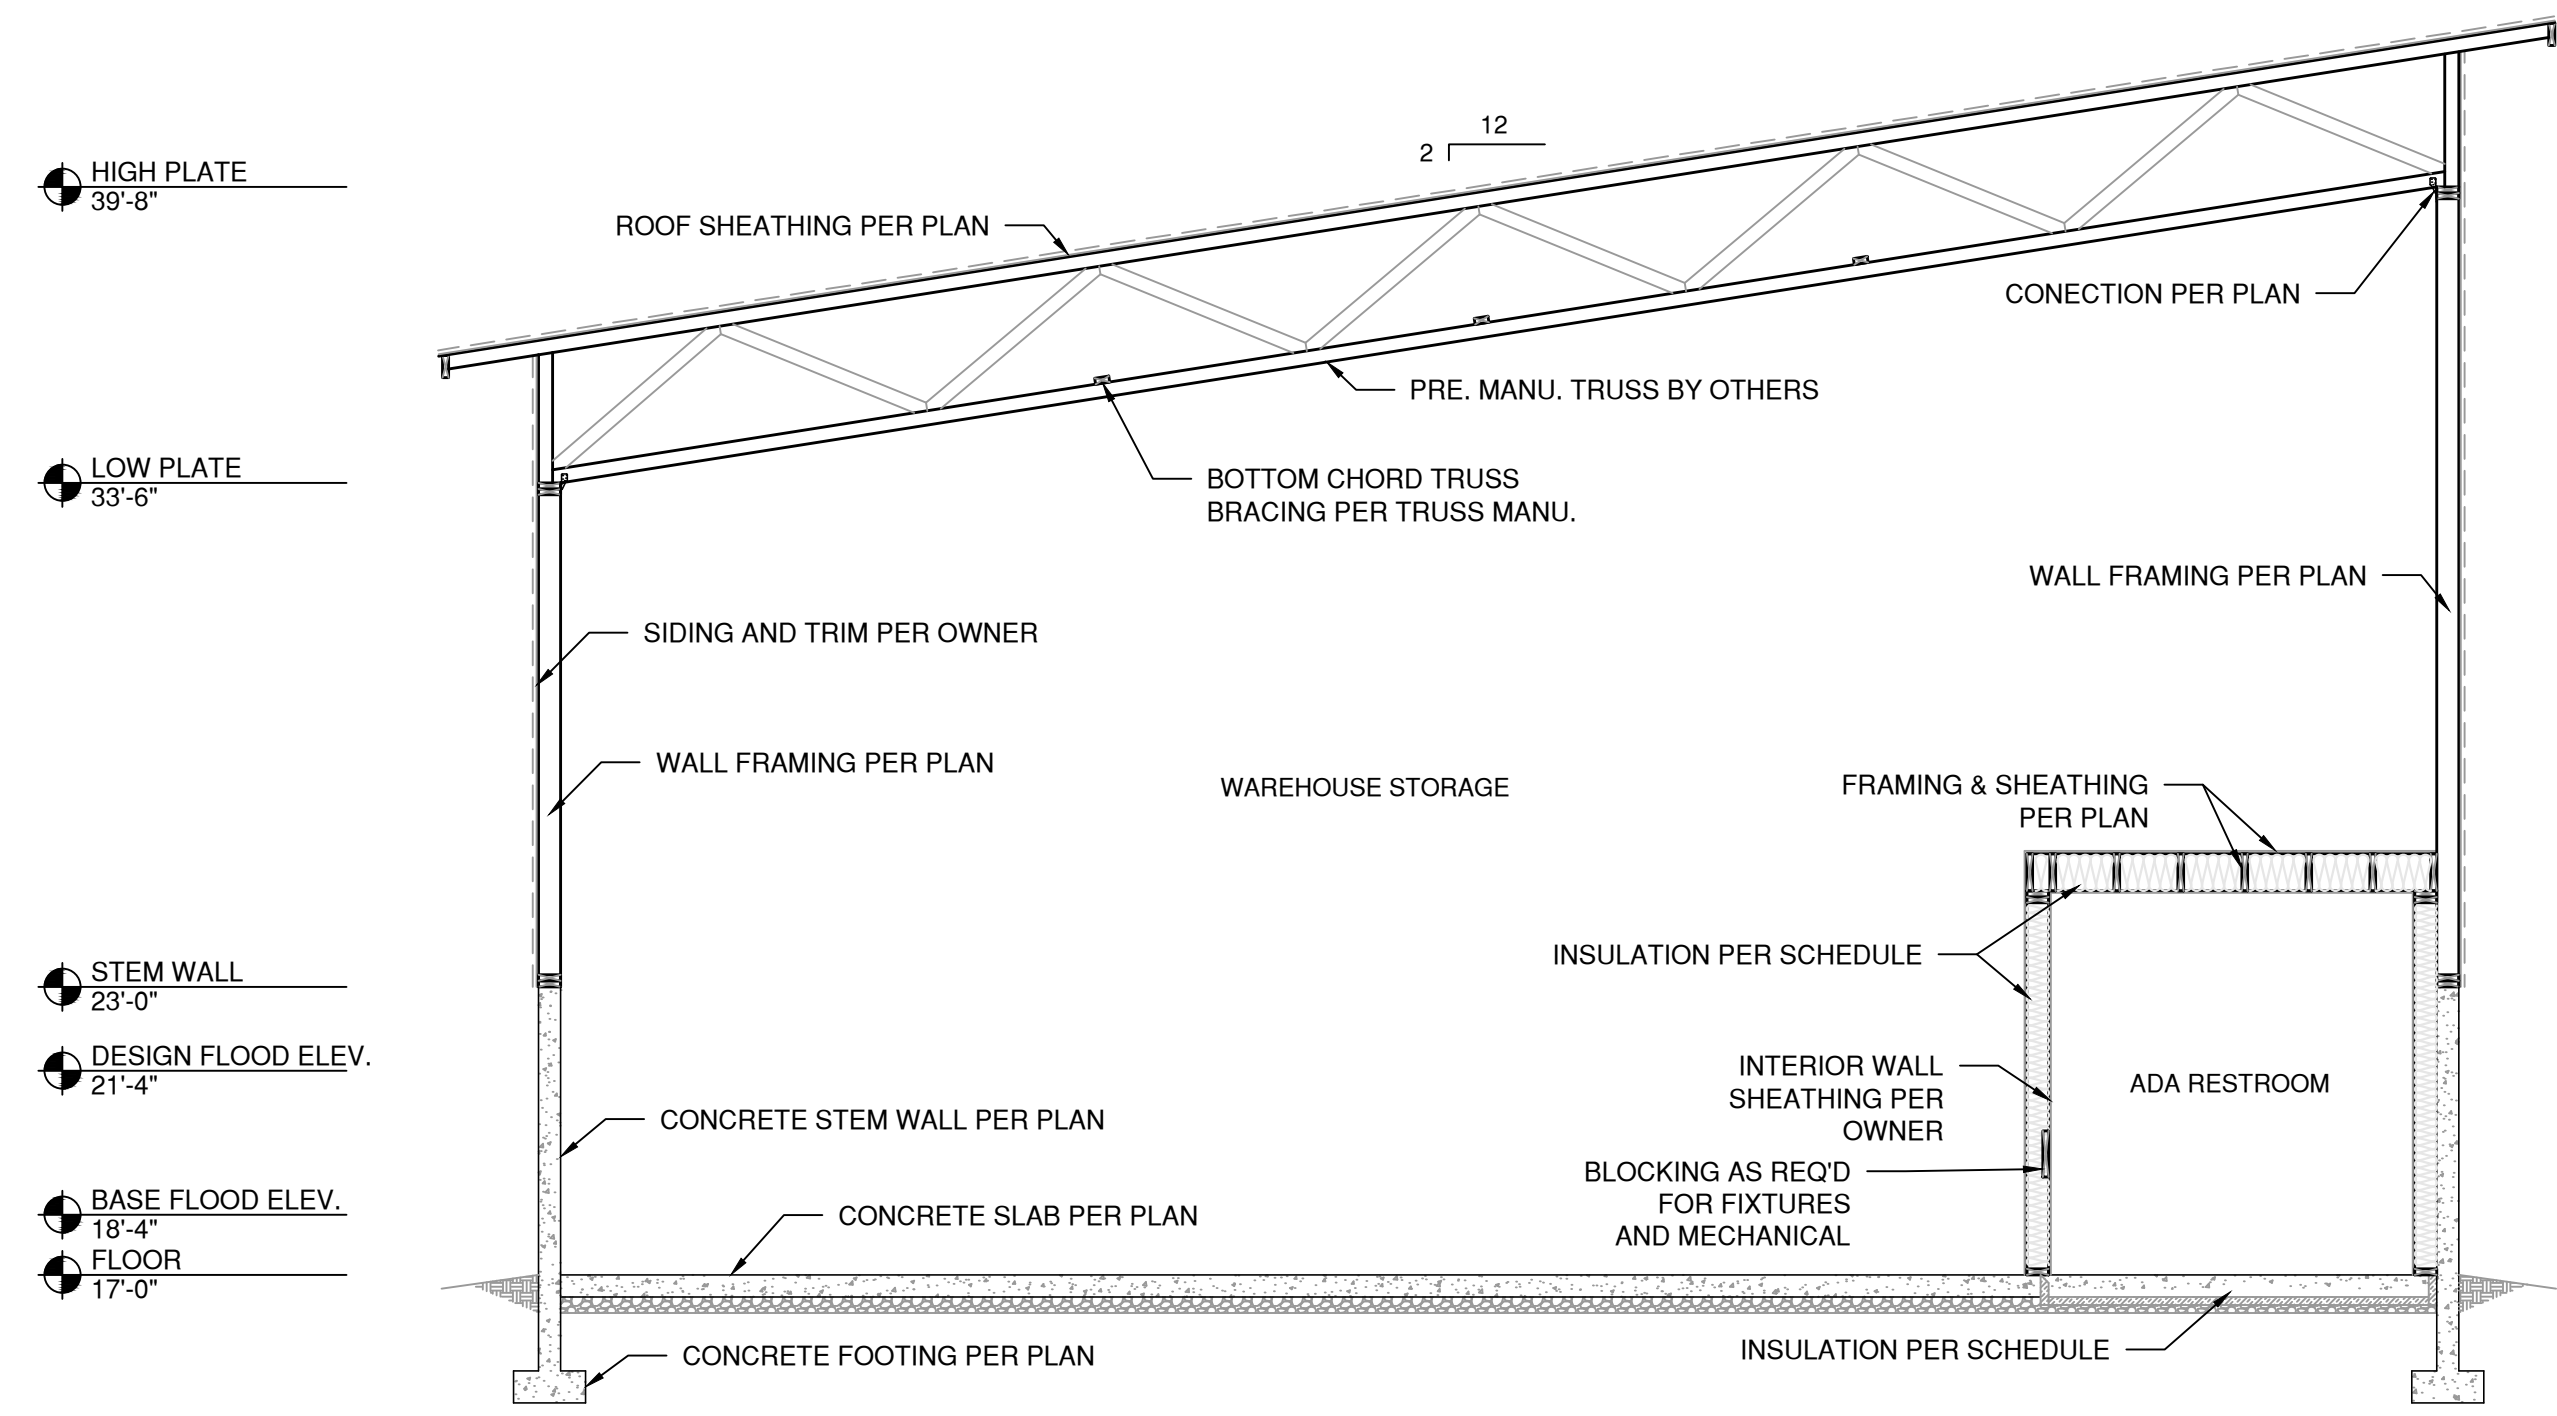 12
2
HIGH PLATE
39'-8"
ROOF SHEATHING PER PLAN
CONECTION PER PLAN
PRE. MANU. TRUSS BY OTHERS
LOW PLATE
33'-6"
BOTTOM CHORD TRUSS
BRACING PER TRUSS MANU.
WALL FRAMING PER PLAN
SIDING AND TRIM PER OWNER
WALL FRAMING PER PLAN
WAREHOUSE STORAGE
FRAMING & SHEATHING
PER PLAN
INSULATION PER SCHEDULE
STEM WALL
23'-0"
DESIGN FLOOD ELEV.
21'-4"
INTERIOR WALL
SHEATHING PER
OWNER
ADA RESTROOM
CONCRETE STEM WALL PER PLAN
BLOCKING AS REQ'D
FOR FIXTURES
AND MECHANICAL
BASE FLOOD ELEV.
18'-4"
CONCRETE SLAB PER PLAN
FLOOR
17'-0"
CONCRETE FOOTING PER PLAN
INSULATION PER SCHEDULE